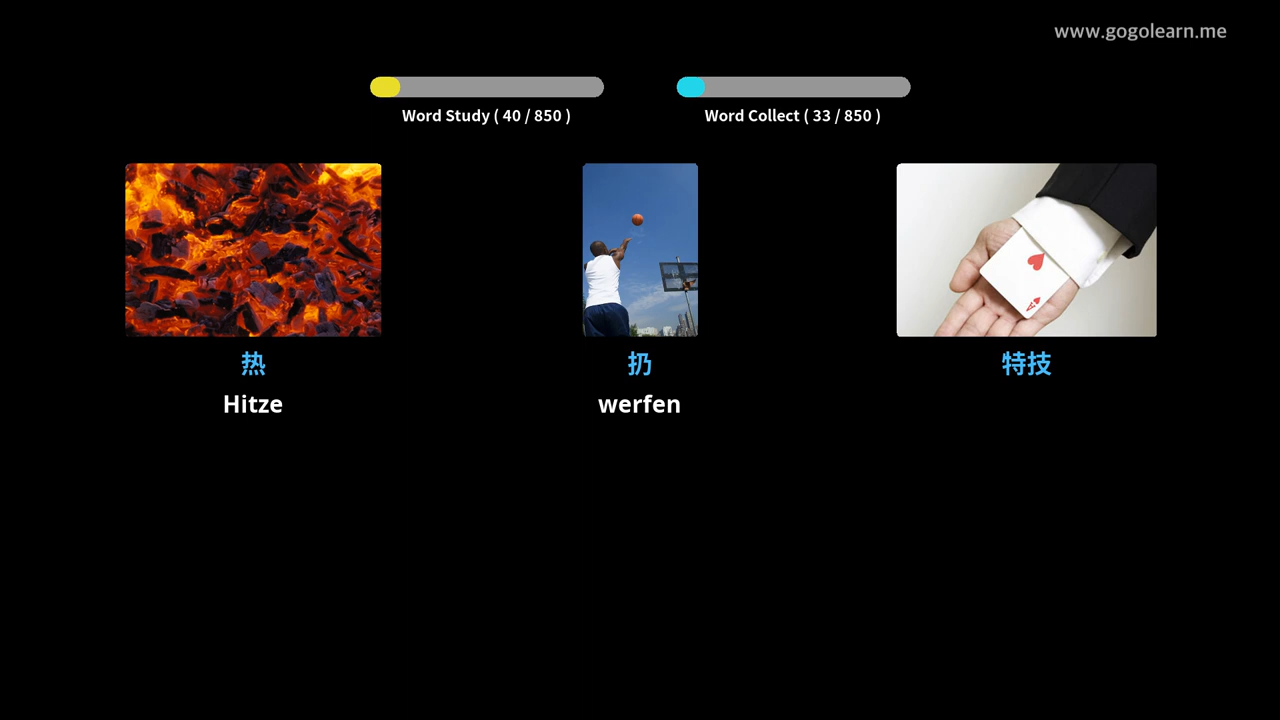 www.gogolearn.me
Word Study ( 40 / 850 )
Word Collect ( 33 / 850 )
热
扔
特技
Hitze
werfen